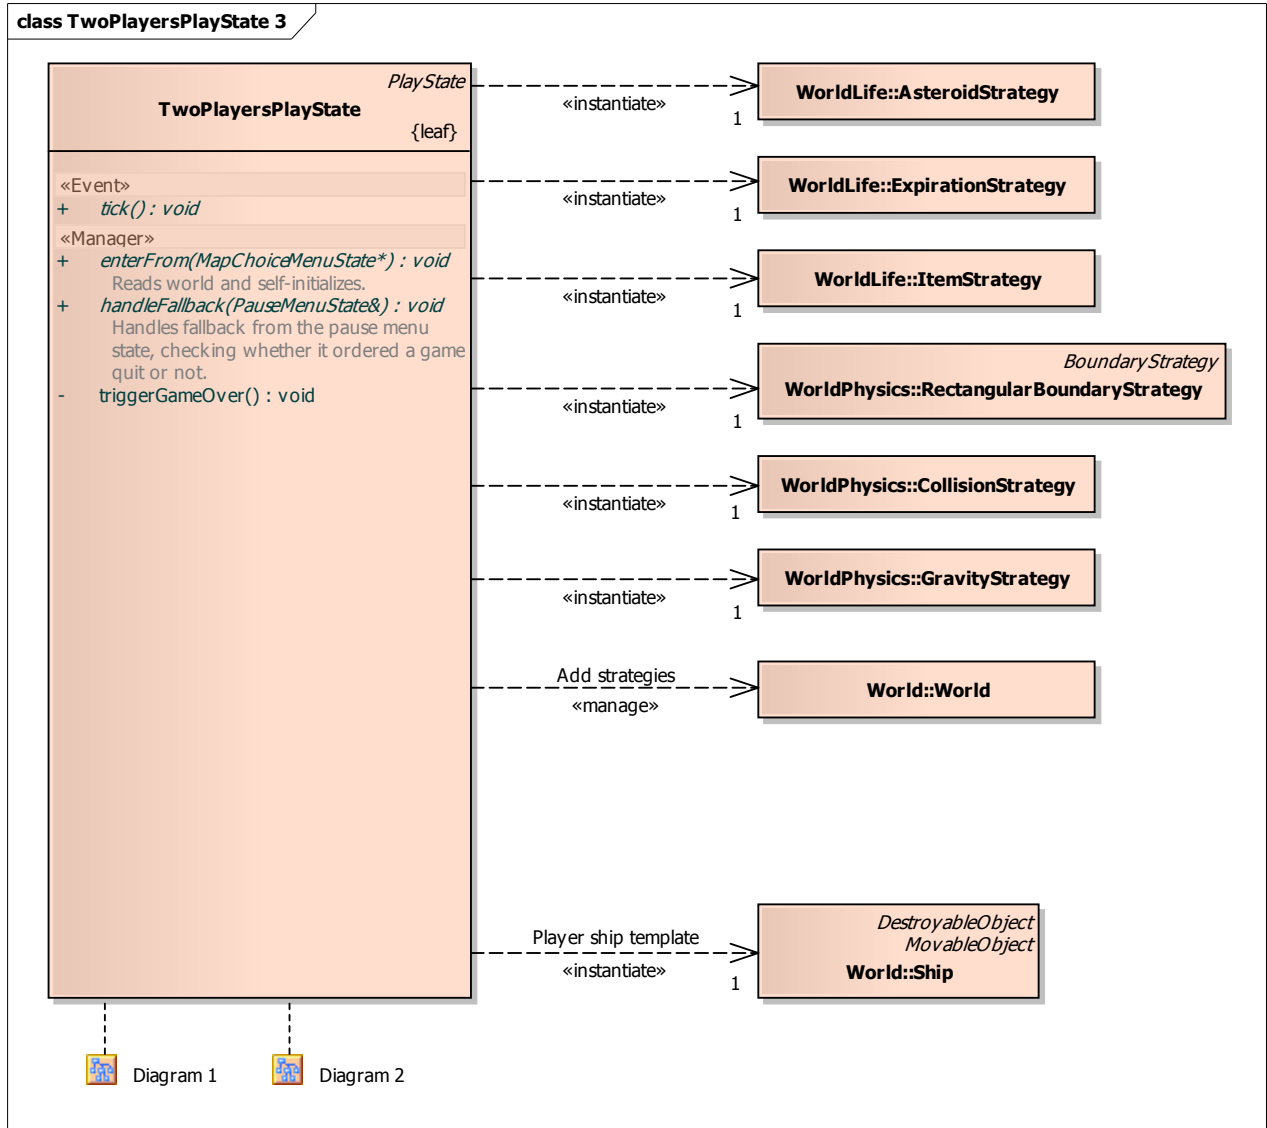 class TwoPlayersPlayState 3
PlayState
TwoPlayersPlayState
{leaf}
«Event»
+ tick() : void
«Manager»
+ enterFrom(MapChoiceMenuState*) : void
Reads world and self-initializes.
+ handleFallback(PauseMenuState&) : void
Handles fallback from the pause menu
state, checking whether it ordered a game
quit or not.
- triggerGameOver() : void
«instantiate»
1
WorldLife::AsteroidStrategy
«instantiate»
1
WorldLife::ExpirationStrategy
«instantiate»
1
WorldLife::ItemStrategy
«instantiate»
1
BoundaryStrategy
WorldPhysics::RectangularBoundaryStrategy
«instantiate»
1
WorldPhysics::CollisionStrategy
«instantiate»
1
WorldPhysics::GravityStrategy
Add strategies
«manage»
World::World
Player ship template
«instantiate»
1
DestroyableObject
MovableObject
World::Ship
Diagram 1
Diagram 2